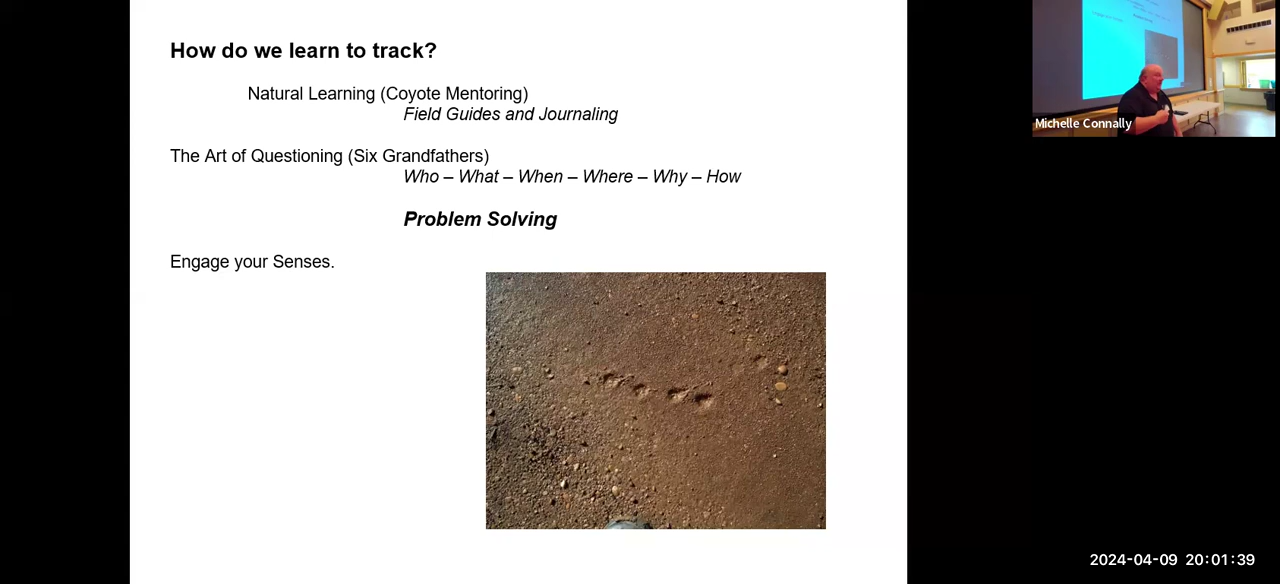 How do we learn to track?
Natural Learning (Coyote Mentoring)
Field Guides and Journaling
The Art of Questioning (Six Grandfathers)
Who – What – When – Where – Why – How
Problem Solving
Engage your Senses.
Michelle Connally
2024-04-09 20:01:39